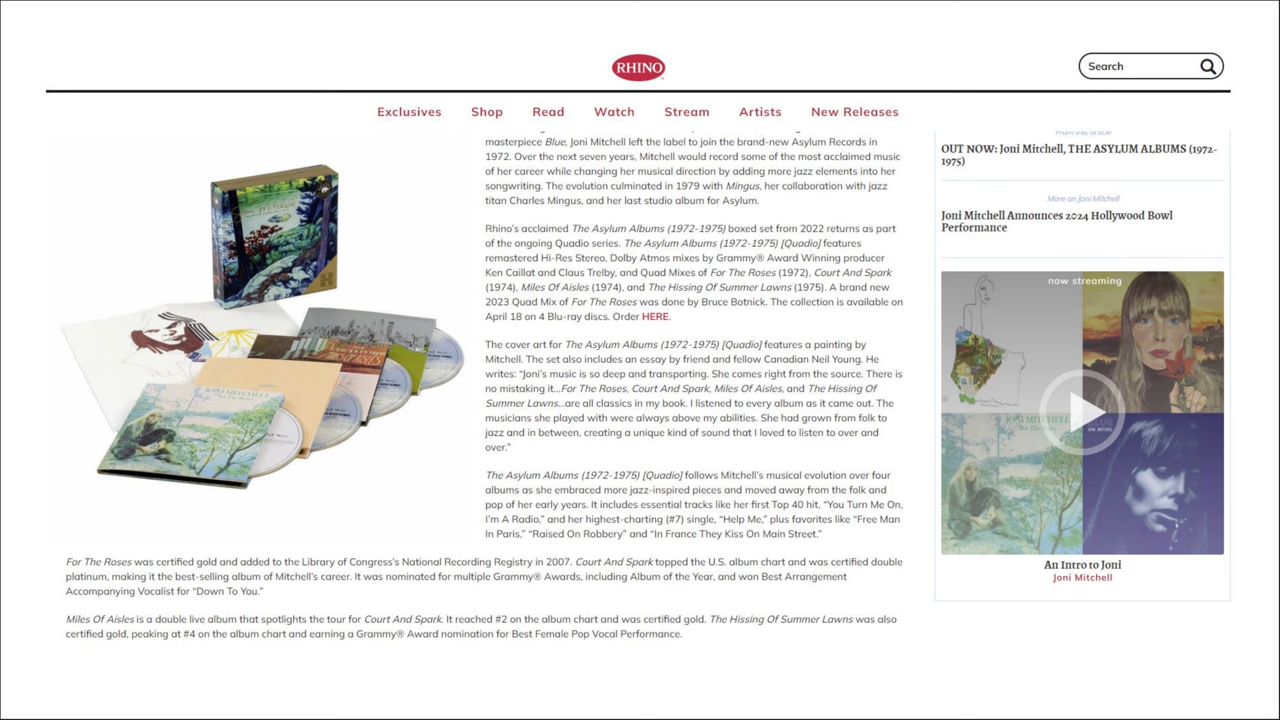 RHINO
Search
Exclusives
Shop
Read
Watch
Stream
Artists
New Releases
masterpiece Blue, Joni Mitchell left the label to join the brand-new Asylum Records in
1972. Over the next seven years, Mitchell would record some of the most acclaimed music
of her career while changing her musical direction by adding more jazz elements into her
songwriting. The evolution culminated in 1979 with Mingus, her collaboration with jazz
titan Charles Mingus, and her last studio album for Asylum.
Rhino's acclaimed The Asylum Albums (1972-1975) boxed set from 2022 returns as part
of the ongoing Quadio series. The Asylum Albums (1972-1975) [Quadio] features
remastered Hi-Res Stereo, Dolby Atmos mixes by Grammy® Award Winning producer
Ken Caillat and Claus Trelby, and Quad Mixes of For The Roses (1972), Court And Spark
(1974), Miles Of Aisles (1974), and The Hissing Of Summer Lawns (1975). A brand new
2023 Quad Mix of For The Roses was done by Bruce Botnick. The collection is available on
April 18 on 4 Blu-ray discs. Order HERE.
The cover art for The Asylum Albums (1972-1975) [Quadio] features a painting by
Mitchell. The set also includes an essay by friend and fellow Canadian Neil Young. He
writes: “Joni's music is so deep and transporting. She comes right from the source. There is
no mistaking it...For The Roses, Court And Spark, Miles Of Aisles, and The Hissing Of
Summer Lawns...are all classics in my book. I listened to every album as it came out. The
musicians she played with were always above my abilities. She had grown from folk to
jazz and in between, creating a unique kind of sound that I loved to listen to over and
over.”
The Asylum Albums (1972-1975) [Quadio] follows Mitchell's musical evolution over four
albums as she embraced more jazz-inspired pieces and moved away from the folk and
pop of her early years. It includes essential tracks like her first Top 40 hit, “You Turn Me On,
I'm A Radio,” and her highest-charting (#7) single, “Help Me,” plus favorites like “Free Man
In Paris,” “Raised On Robbery” and “In France They Kiss On Main Street.”
For The Roses was certified gold and added to the Library of Congress's National Recording Registry in 2007. Court And Spark topped the U.S. album chart and was certified double
platinum, making it the best-selling album of Mitchell's career. It was nominated for multiple Grammy® Awards, including Album of the Year, and won Best Arrangement
Accompanying Vocalist for “Down To You.”
Miles Of Aisles is a double live album that spotlights the tour for Court And Spark. It reached #2 on the album chart and was certified gold. The Hissing Of Summer Lawns was also
certified gold, peaking at #4 on the album chart and earning a Grammy® Award nomination for Best Female Pop Vocal Performance.
JONI MITCHELL
From this article
OUT NOW: Joni Mitchell, THE ASYLUM ALBUMS (1972-
1975)
More on Joni Mitchell
Joni Mitchell Announces 2024 Hollywood Bowl
Performance
now streaming
JONI MITCHELL
An Intro to Joni
Joni Mitchell